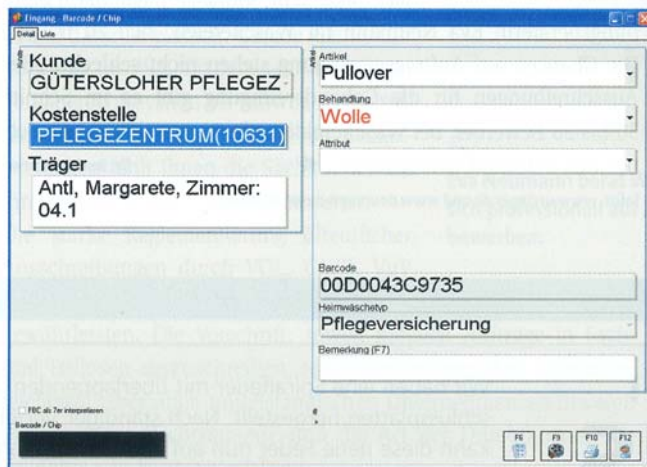 Eingang - Barcode / Chip
Detail Liste
Kunde
Kunde
GÜTERSLOHER PFLEGEZ
Kostenstelle
PFLEGEZENTRUM(10631)
Träger
Antl, Margarete, Zimmer:
04.1
Artikel
Artikel
Pullover
Behandlung
Wolle
Attribut
Barcode
00D0043C9735
Heimwäschetyp
Pflegeversicherung
Bemerkung (F7)
FBC als 7er interpretieren
Barcode / Chip
F6 F9 F10 F12